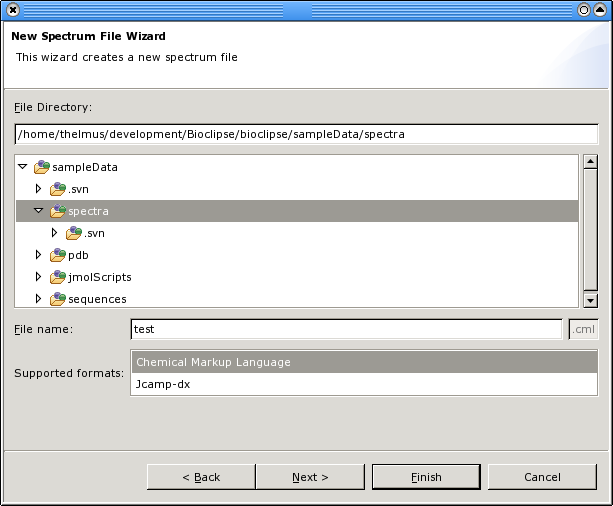 New Spectrum File Wizard
This wizard creates a new spectrum file
File Directory:
/home/thelmus/development/Bioclipse/bioclipse/sampleData/spectra
sampleData
.svn
spectra
.svn
pdb
jmolScripts
sequences
File name: test .cml
Supported formats: Chemical Markup Language
Jcamp-dx
< Back Next > Finish Cancel